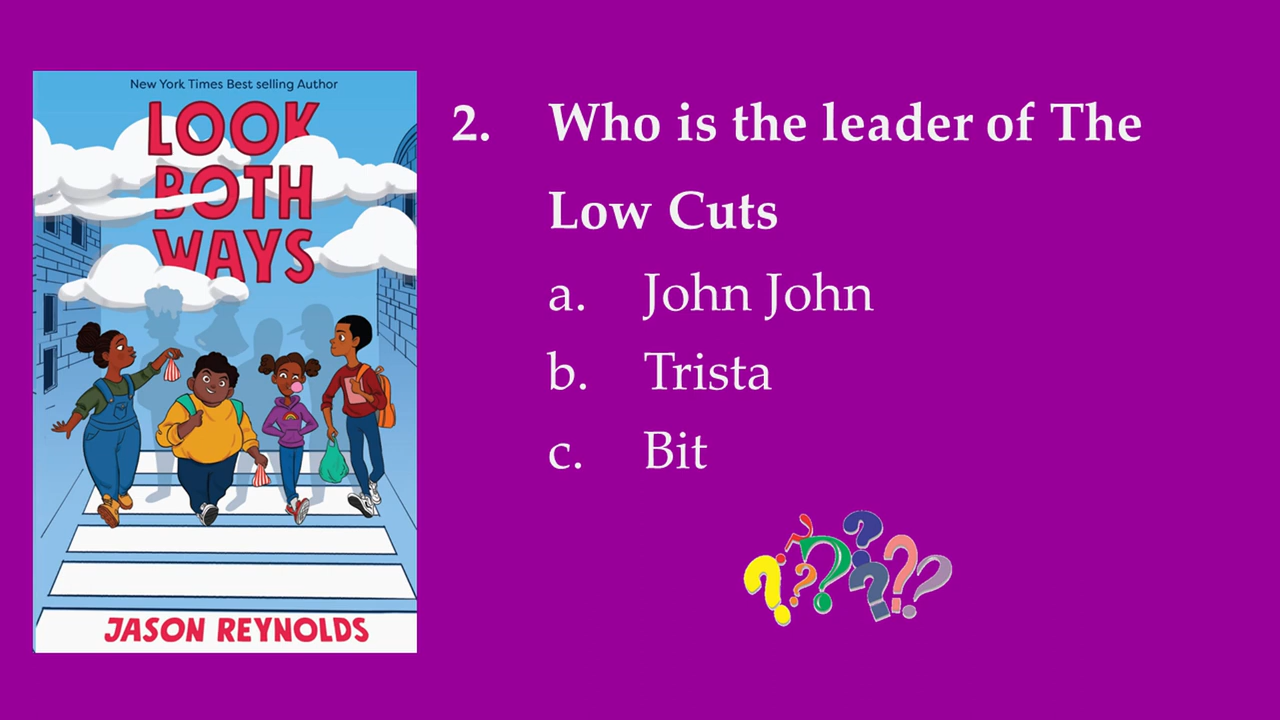 New York Times Best selling Author
LOOK
BOTH
WAYS
JASON REYNOLDS
2. Who is the leader of The
Low Cuts
a. John John
b. Trista
c. Bit